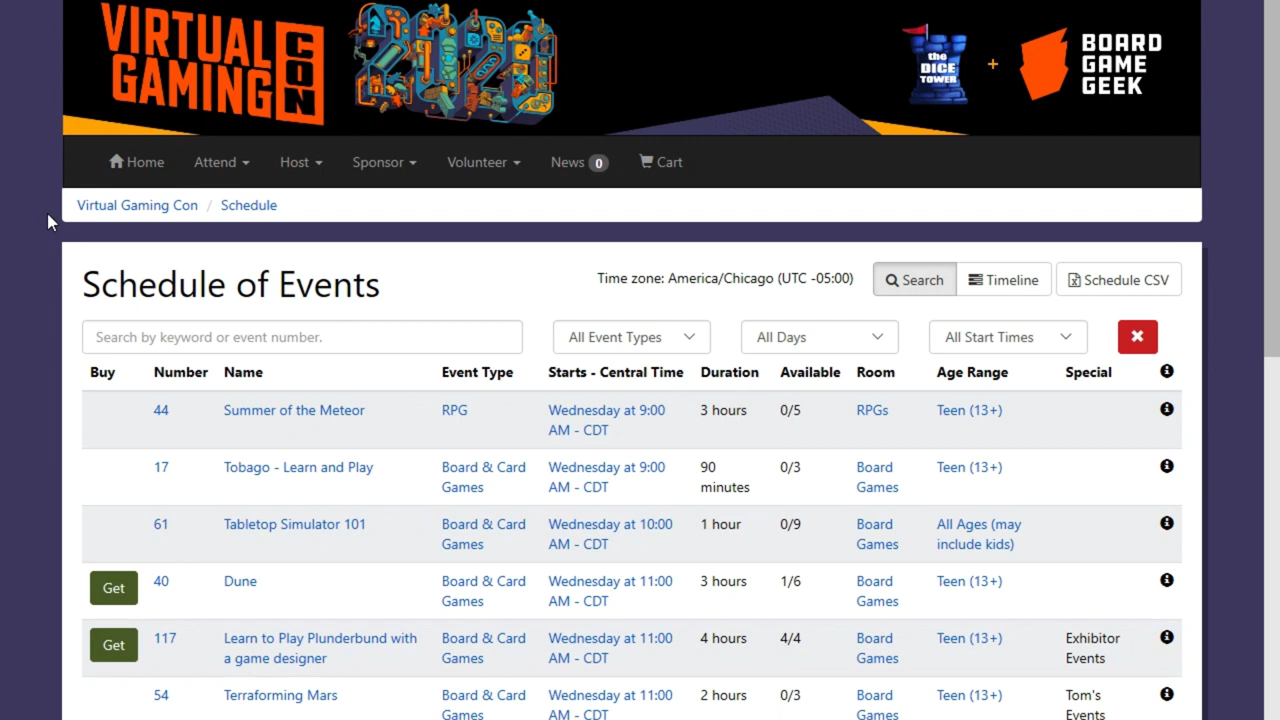 VIRTUAL
GAMING
CON
2020
the
DICE
TOWER
+
BOARD
GAME
GEEK
Home Attend Host Sponsor Volunteer News 0 Cart
Virtual Gaming Con / Schedule
Schedule of Events
Time zone: America/Chicago (UTC -05:00)
Search Timeline Schedule CSV
Search by keyword or event number. All Event Types All Days All Start Times
Buy Number Name Event Type Starts - Central Time Duration Available Room Age Range Special
44 Summer of the Meteor RPG Wednesday at 9:00 3 hours 0/5 RPGs Teen (13+)
AM - CDT
17 Tobago - Learn and Play Board & Card Wednesday at 9:00 90 0/3 Board Teen (13+)
Games AM - CDT minutes Games
61 Tabletop Simulator 101 Board & Card Wednesday at 10:00 1 hour 0/9 Board All Ages (may
Games AM - CDT Games include kids)
Get 40 Dune Board & Card Wednesday at 11:00 3 hours 1/6 Board Teen (13+)
Games AM - CDT Games
Get 117 Learn to Play Plunderbund with Board & Card Wednesday at 11:00 4 hours 4/4 Board Teen (13+) Exhibitor
a game designer Games AM - CDT Games Events
54 Terraforming Mars Board & Card Wednesday at 11:00 2 hours 0/3 Board Teen (13+) Tom's
Games AM - CDT Games Events